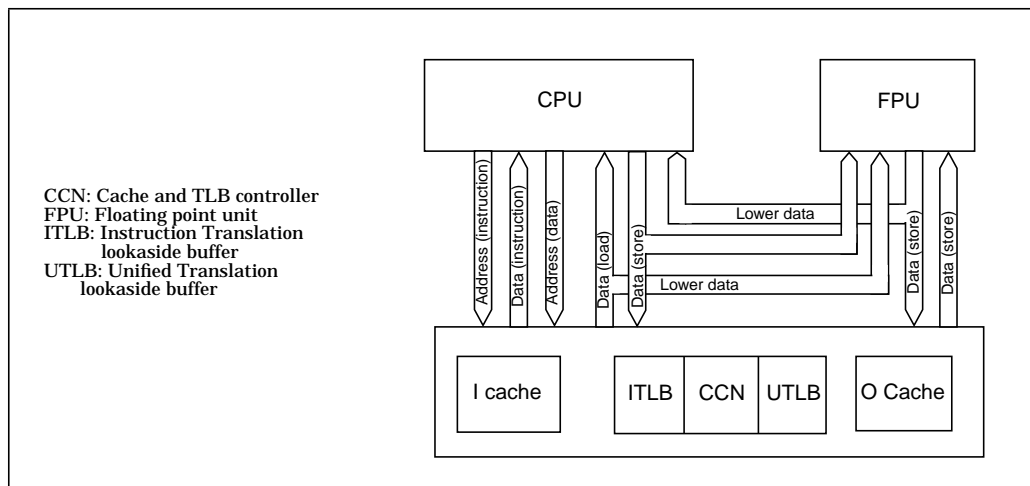 CPU
FPU
CCN: Cache and TLB controller
FPU: Floating point unit
ITLB: Instruction Translation
lookaside buffer
UTLB: Unified Translation
lookaside buffer
Address (instruction)
Data (instruction)
Address (data)
Data (load)
Data (store)
Lower data
Lower data
Data (store)
Data (store)
I cache
ITLB
CCN
UTLB
O Cache